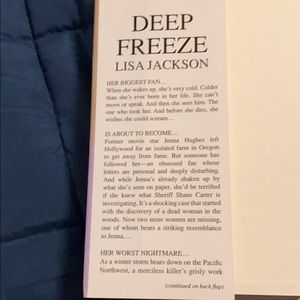 DEEP
FREEZE
LISA JACKSON
HER BIGGEST FAN...
When she wakes up, she's very cold. Colder
than she's ever been in her life. She can't
move or speak. And then she sees him. The
one who took her. And before she dies, she
wishes she could scream...
IS ABOUT TO BECOME...
Former movie star Jenna Hughes left
Hollywood for an isolated farm in Oregon
to get away from fame. But someone has
followed her—an obsessed fan whose
letters are personal and deeply disturbing.
And while Jenna's already shaken up by
what she's seen on paper, she'd be terrified
if she knew what Sheriff Shane Carter is
investigating. It's a shocking case that started
with the discovery of a dead woman in the
woods. Now two more women are missing,
one of whom bears a striking resemblance
to Jenna....
HER WORST NIGHTMARE...
As a winter storm bears down on the Pacific
Northwest, a merciless killer's grisly work
(continued on back flap)